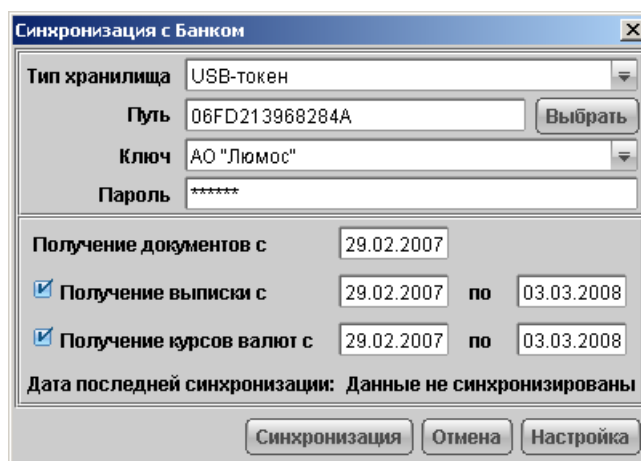 Синхронизация с Банком
Тип хранилища USB-токен
Путь 06FD213968284A Выбрать
Ключ АО "Люмос"
Пароль ******
Получение документов с 29.02.2007
Получение выписки с 29.02.2007 по 03.03.2008
Получение курсов валют с 29.02.2007 по 03.03.2008
Дата последней синхронизации: Данные не синхронизированы
Синхронизация Отмена Настройка